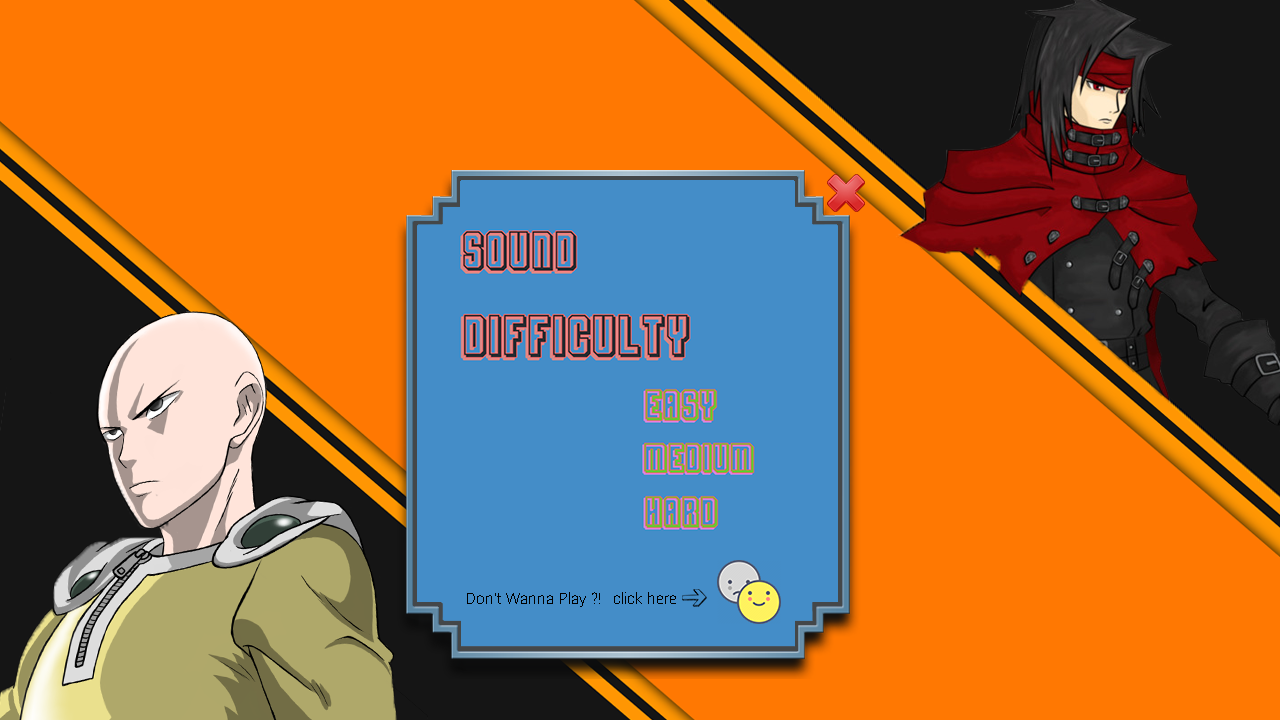 SOUND
DIFFICULTY
EASY
MEDIUM
HARD
Don't Wanna Play ?! click here